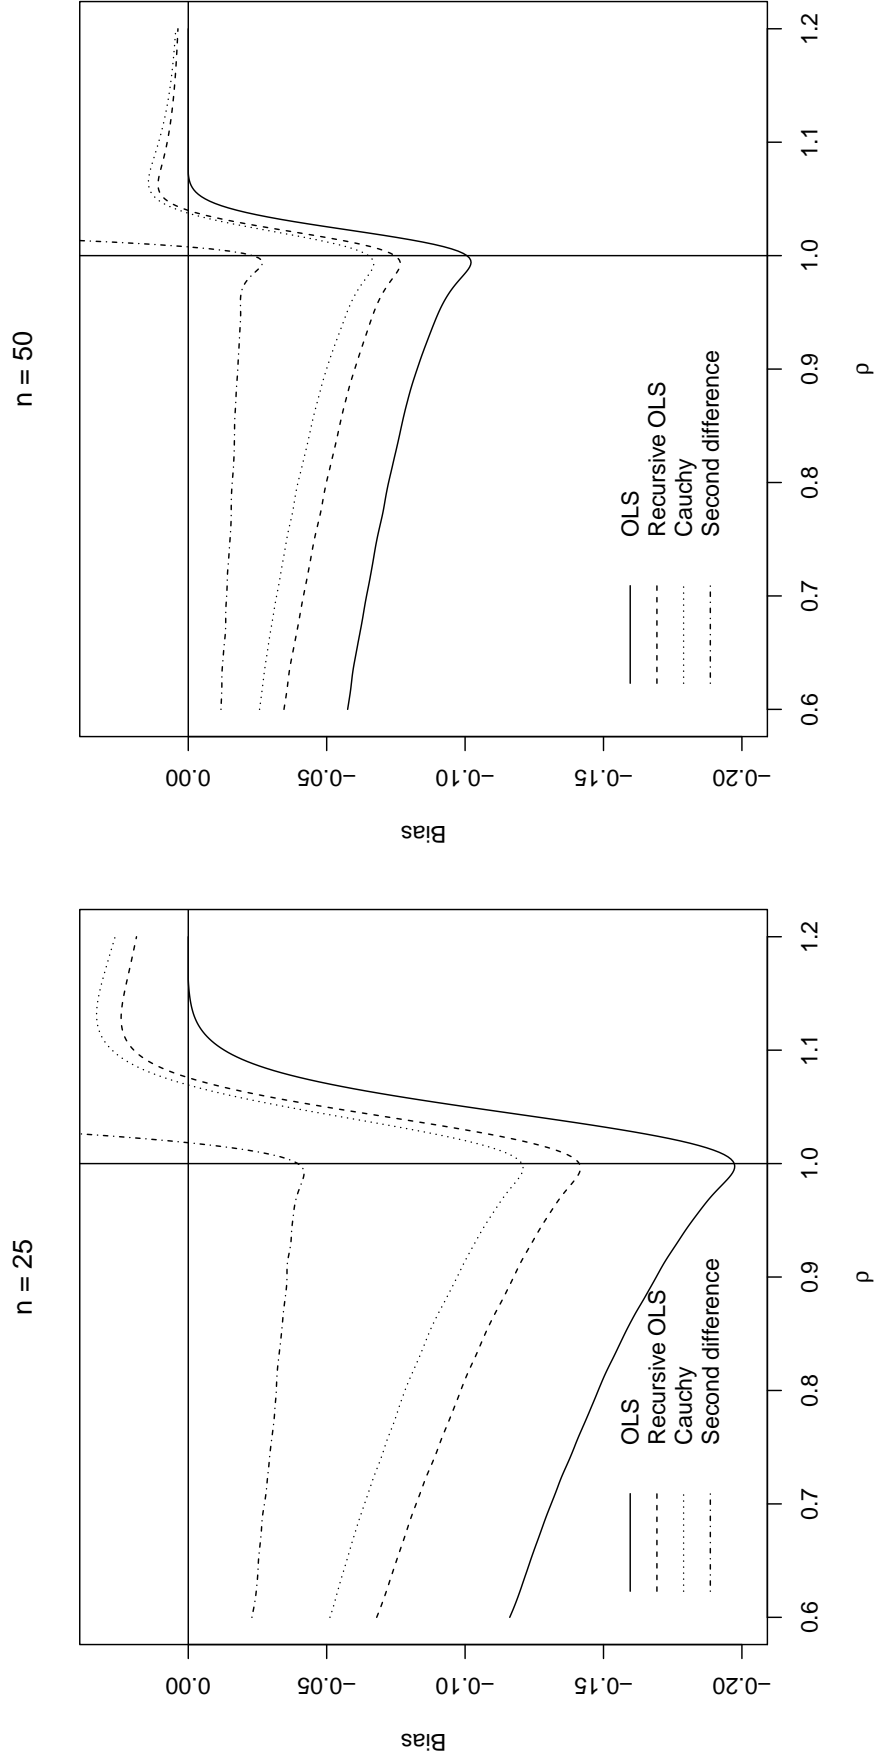 n = 25
Bias
0.00
−0.05
−0.10
−0.15
−0.20
0.6
0.7
0.8
0.9
1.0
1.1
1.2
ρ
OLS
Recursive OLS
Cauchy
Second difference
n = 50
Bias
0.00
−0.05
−0.10
−0.15
−0.20
0.6
0.7
0.8
0.9
1.0
1.1
1.2
ρ
OLS
Recursive OLS
Cauchy
Second difference